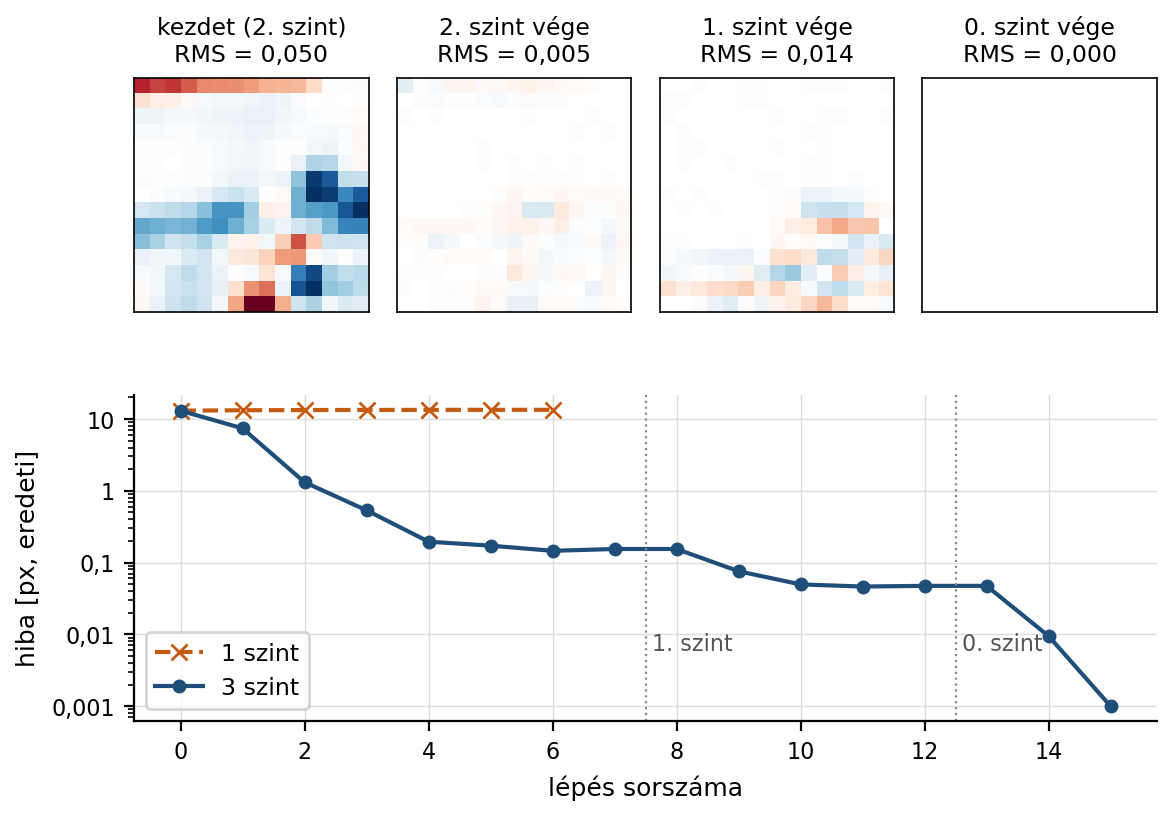 kezdet (2. szint)
RMS = 0,050
2. szint vége
RMS = 0,005
1. szint vége
RMS = 0,014
0. szint vége
RMS = 0,000
hiba [px, eredeti]
10
1
0,1
0,01
0,001
1 szint
3 szint
1. szint
0. szint
0
2
4
6
8
10
12
14
lépés sorszáma